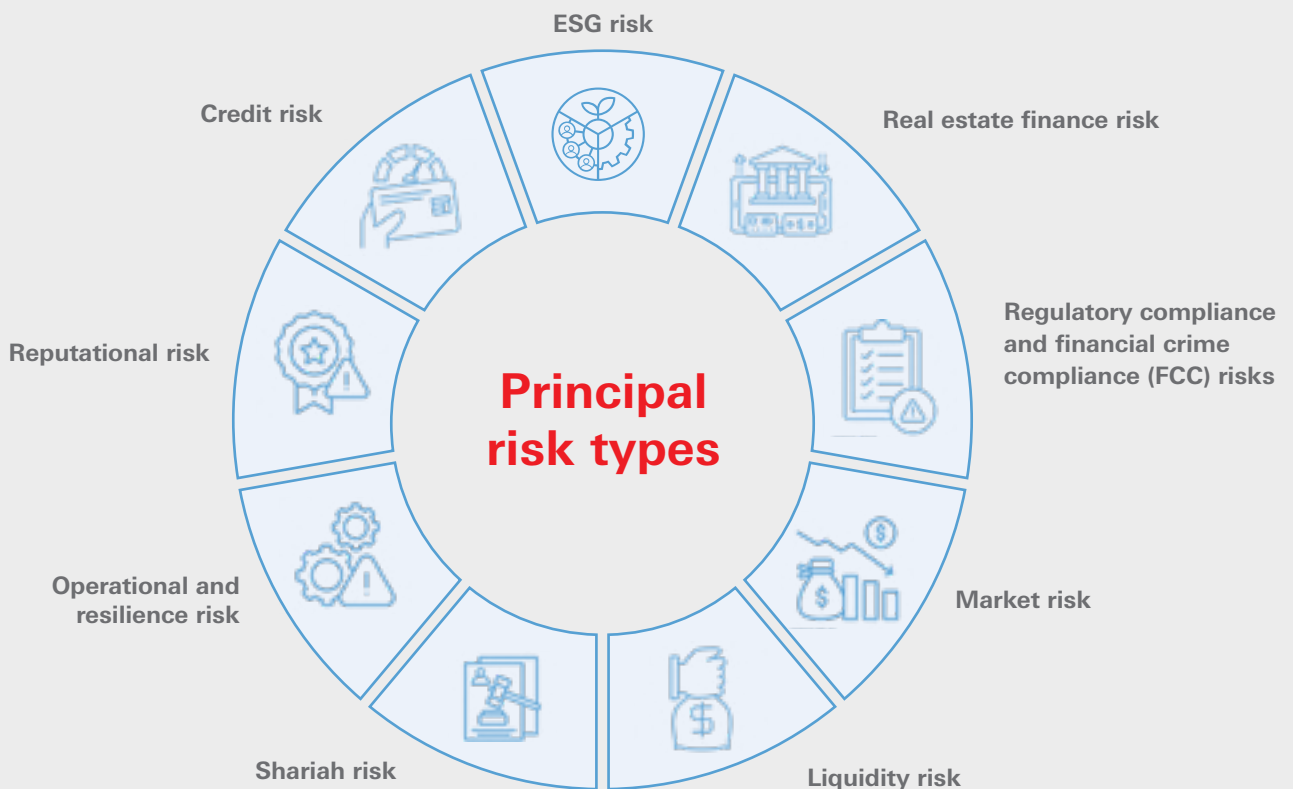 ESG risk
Credit risk
Real estate finance risk
Regulatory compliance
and financial crime
compliance (FCC) risks
Reputational risk
Principal
risk types
Operational and
resilience risk
Market risk
Shariah risk
Liquidity risk